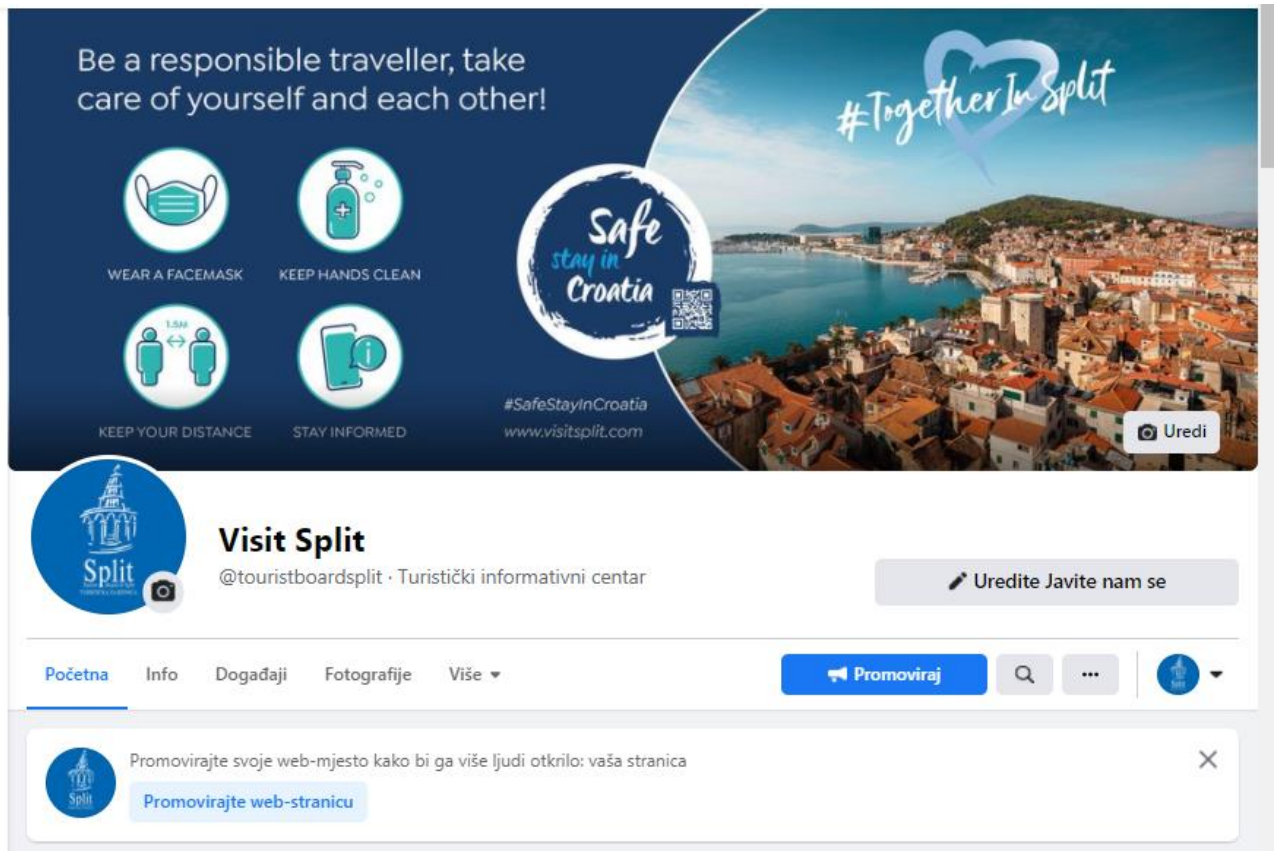 Be a responsible traveller, take
care of yourself and each other!
#TogetherInSplit
WEAR A FACEMASK
KEEP HANDS CLEAN
Safe
stay in
Croatia
1.5M
KEEP YOUR DISTANCE
STAY INFORMED
#SafeStayInCroatia
www.visitsplit.com
Uredi
Split
Visit Split
@touristboardsplit · Turistički informativni centar
Uredite Javite nam se
Početna
Info
Događaji
Fotografije
Više
Promoviraj
Split
Promovirajte svoje web-mjesto kako bi ga više ljudi otkrilo: vaša stranica
Split
Promovirajte web-stranicu